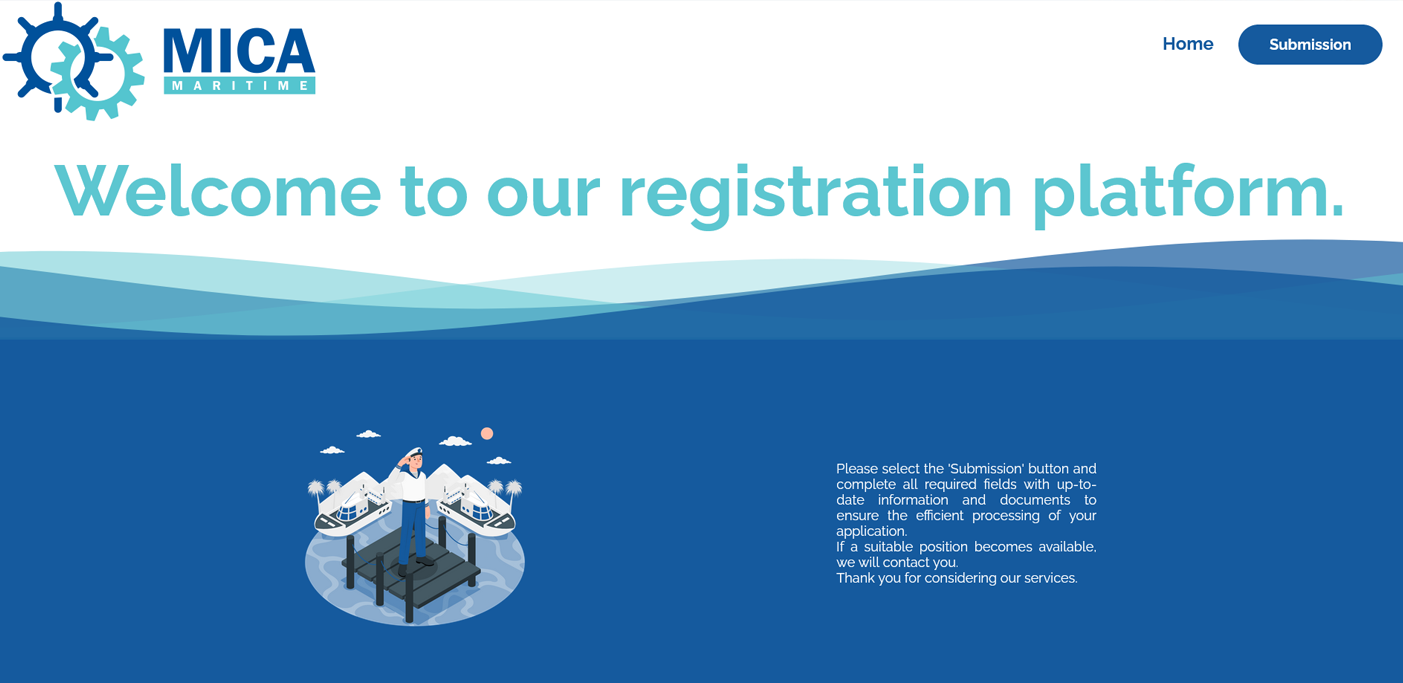 MICA
MARITIME
Home
Submission
Welcome to our registration platform.
Please select the 'Submission' button and
complete all required fields with up-to-
date information and documents to
ensure the efficient processing of your
application.
If a suitable position becomes available,
we will contact you.
Thank you for considering our services.